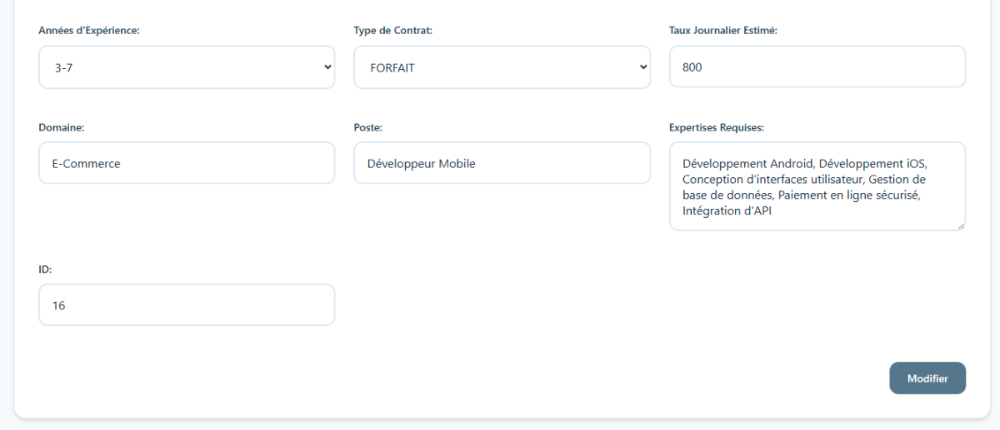 Années d'Expérience:
Type de Contrat:
Taux Journalier Estimé:
3-7
FORFAIT
800
Domaine:
Poste:
Expertises Requises:
E-Commerce
Développeur Mobile
Développement Android, Développement iOS,
Conception d'interfaces utilisateur, Gestion de
base de données, Paiement en ligne sécurisé,
Intégration d'API
ID:
16
Modifier